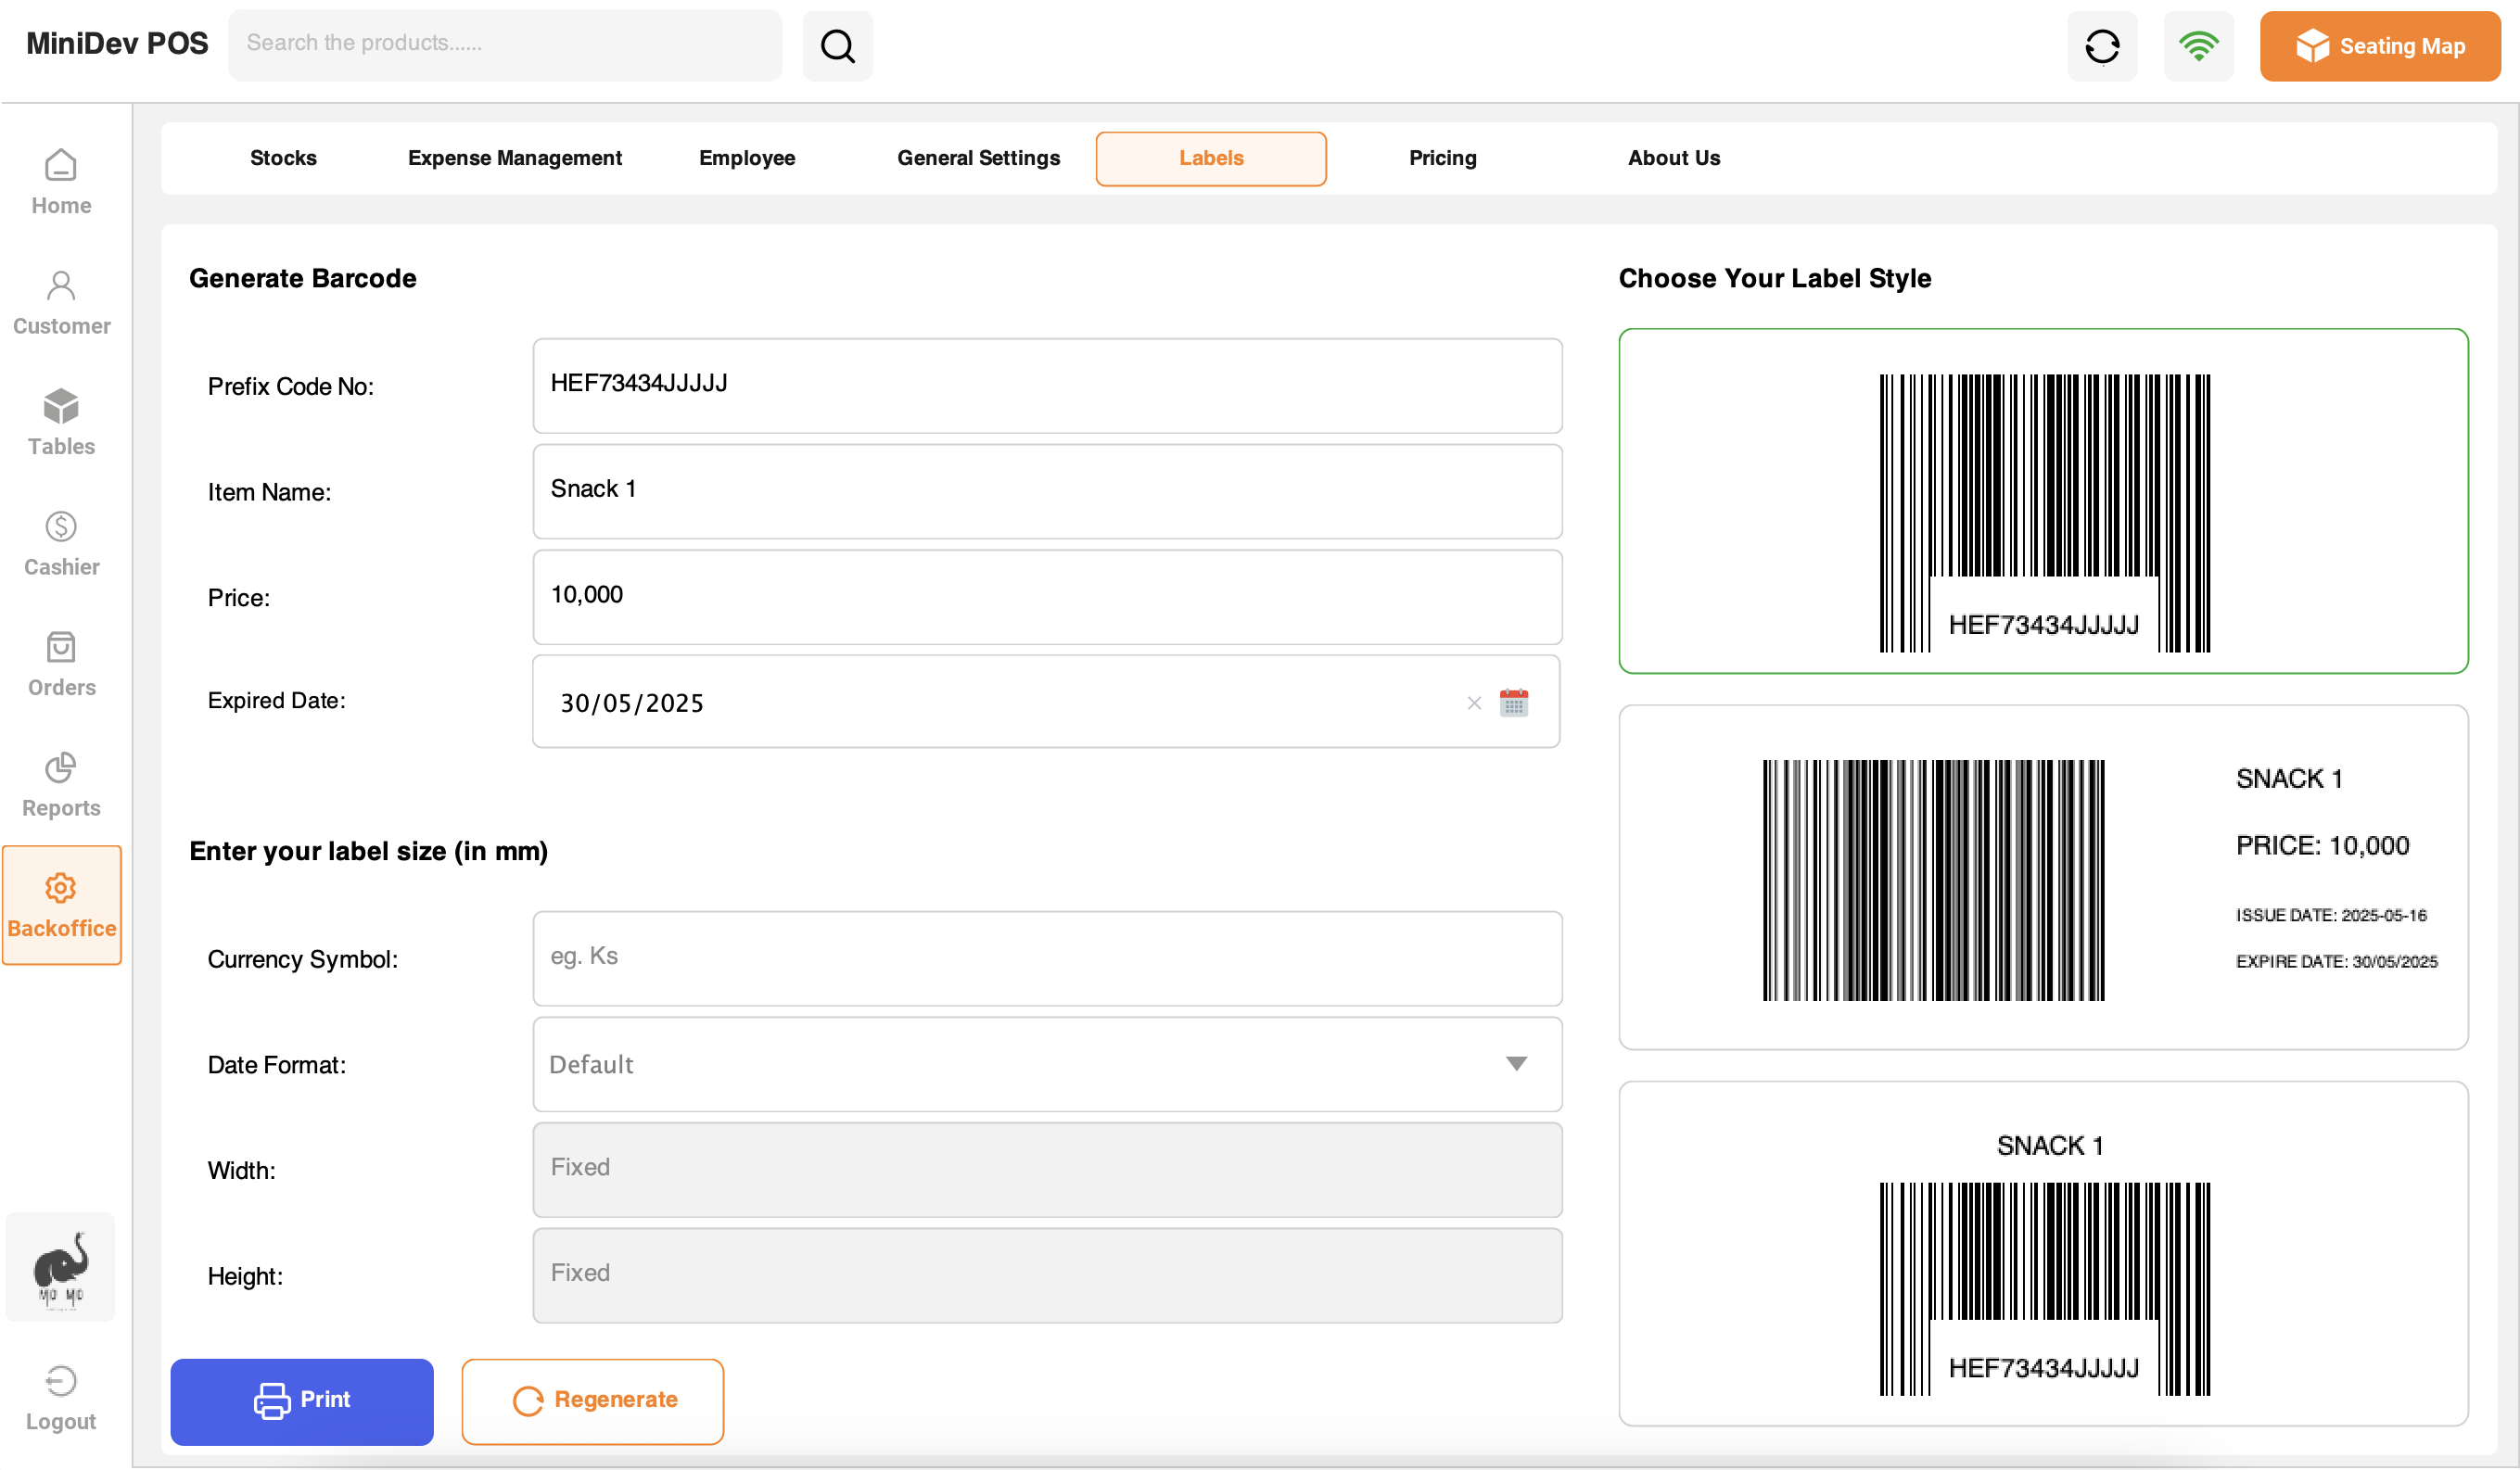 MiniDev POS
Search the products......
Seating Map
Home
Customer
Tables
Cashier
Orders
Reports
Backoffice
MO MO
Logout
Stocks
Expense Management
Employee
General Settings
Labels
Pricing
About Us
Generate Barcode
Prefix Code No:
HEF73434JJJJJ
Item Name:
Snack 1
Price:
10,000
Expired Date:
30/05/2025
Enter your label size (in mm)
Currency Symbol:
eg. Ks
Date Format:
Default
Width:
Fixed
Height:
Fixed
Print
Regenerate
Choose Your Label Style
HEF73434JJJJJ
SNACK 1
PRICE: 10,000
ISSUE DATE: 2025-05-16
EXPIRE DATE: 30/05/2025
SNACK 1
HEF73434JJJJJ